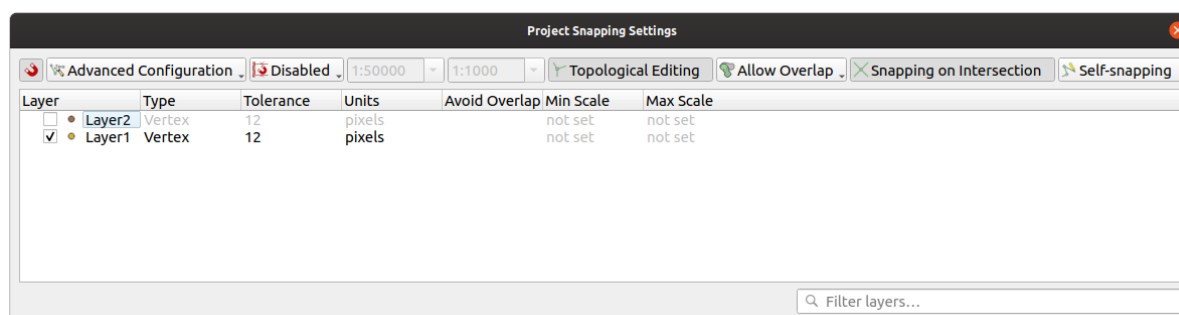 Project Snapping Settings
Advanced Configuration Disabled 1:50000 1:1000 Topological Editing Allow Overlap Snapping on Intersection Self-snapping
Layer Type Tolerance Units Avoid Overlap Min Scale Max Scale
Layer2 Vertex 12 pixels not set not set
Layer1 Vertex 12 pixels not set not set
Filter layers...